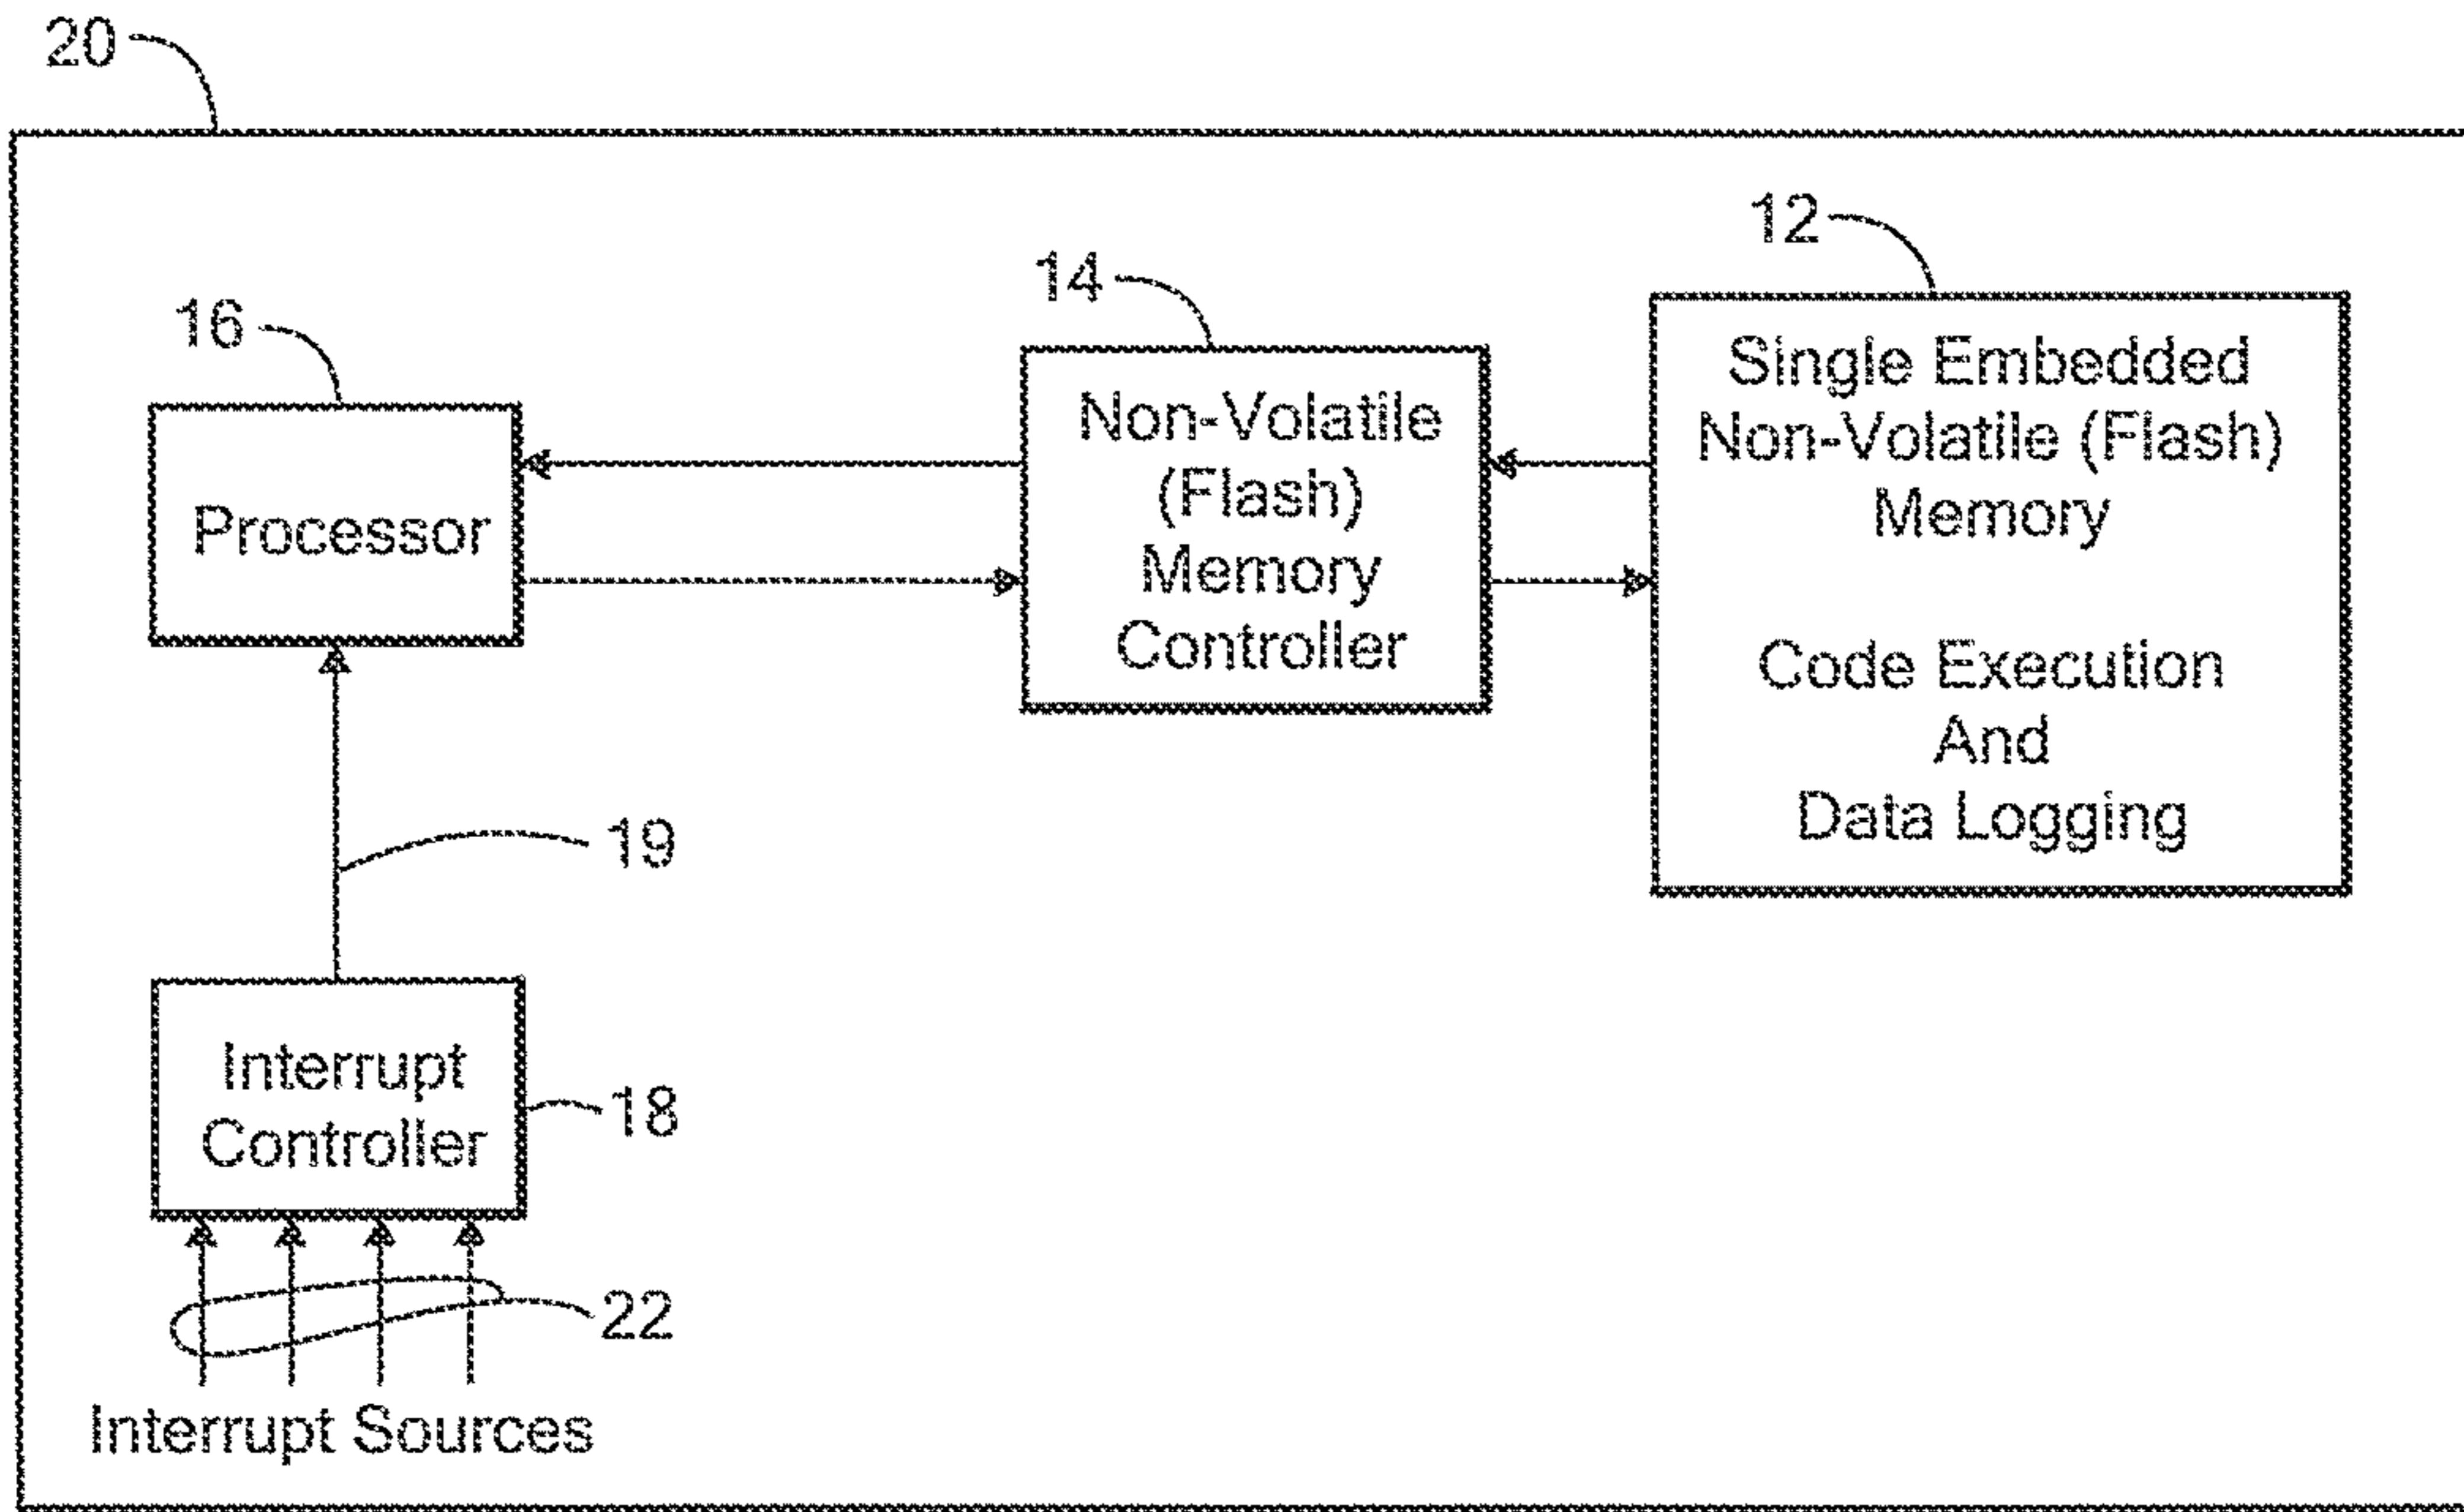 20
12
14
16
Single Embedded
Non-Volatile (Flash)
Memory
Code Execution
And
Data Logging
Non-Volatile
(Flash)
Memory
Controller
Processor
19
Interrupt
Controller
18
22
Interrupt Sources